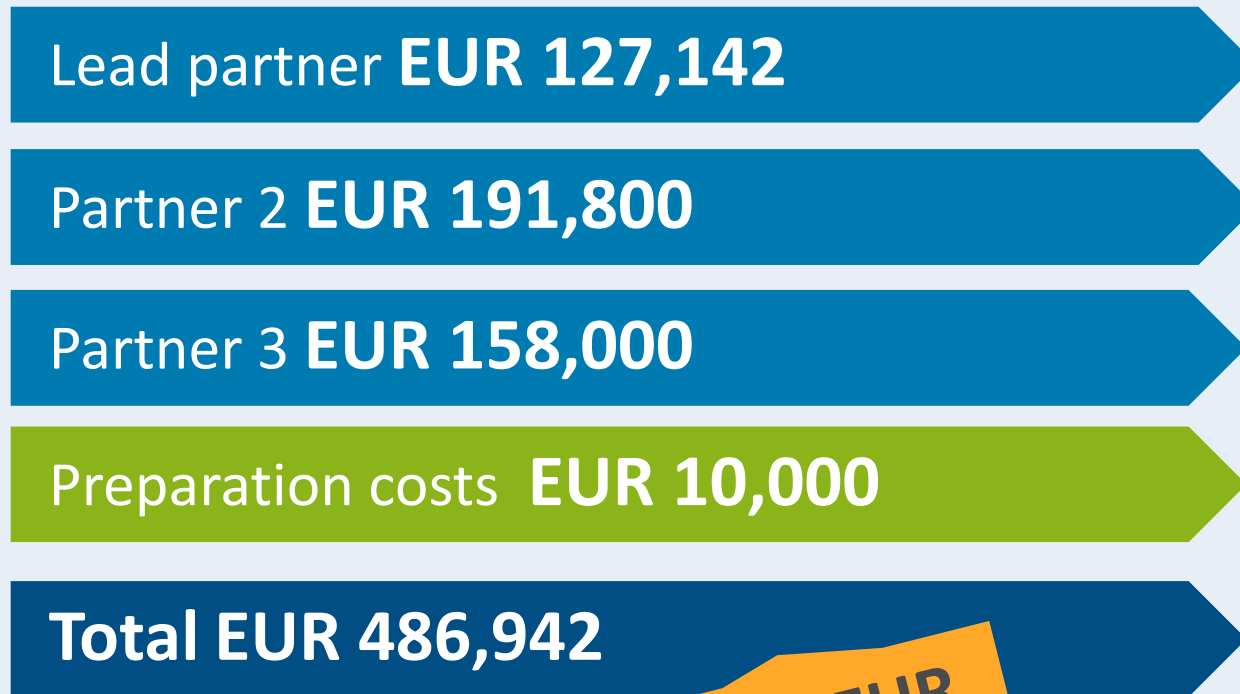 Lead partner EUR 127,142
Partner 2 EUR 191,800
Partner 3 EUR 158,000
Preparation costs EUR 10,000
Total EUR 486,942
EUR